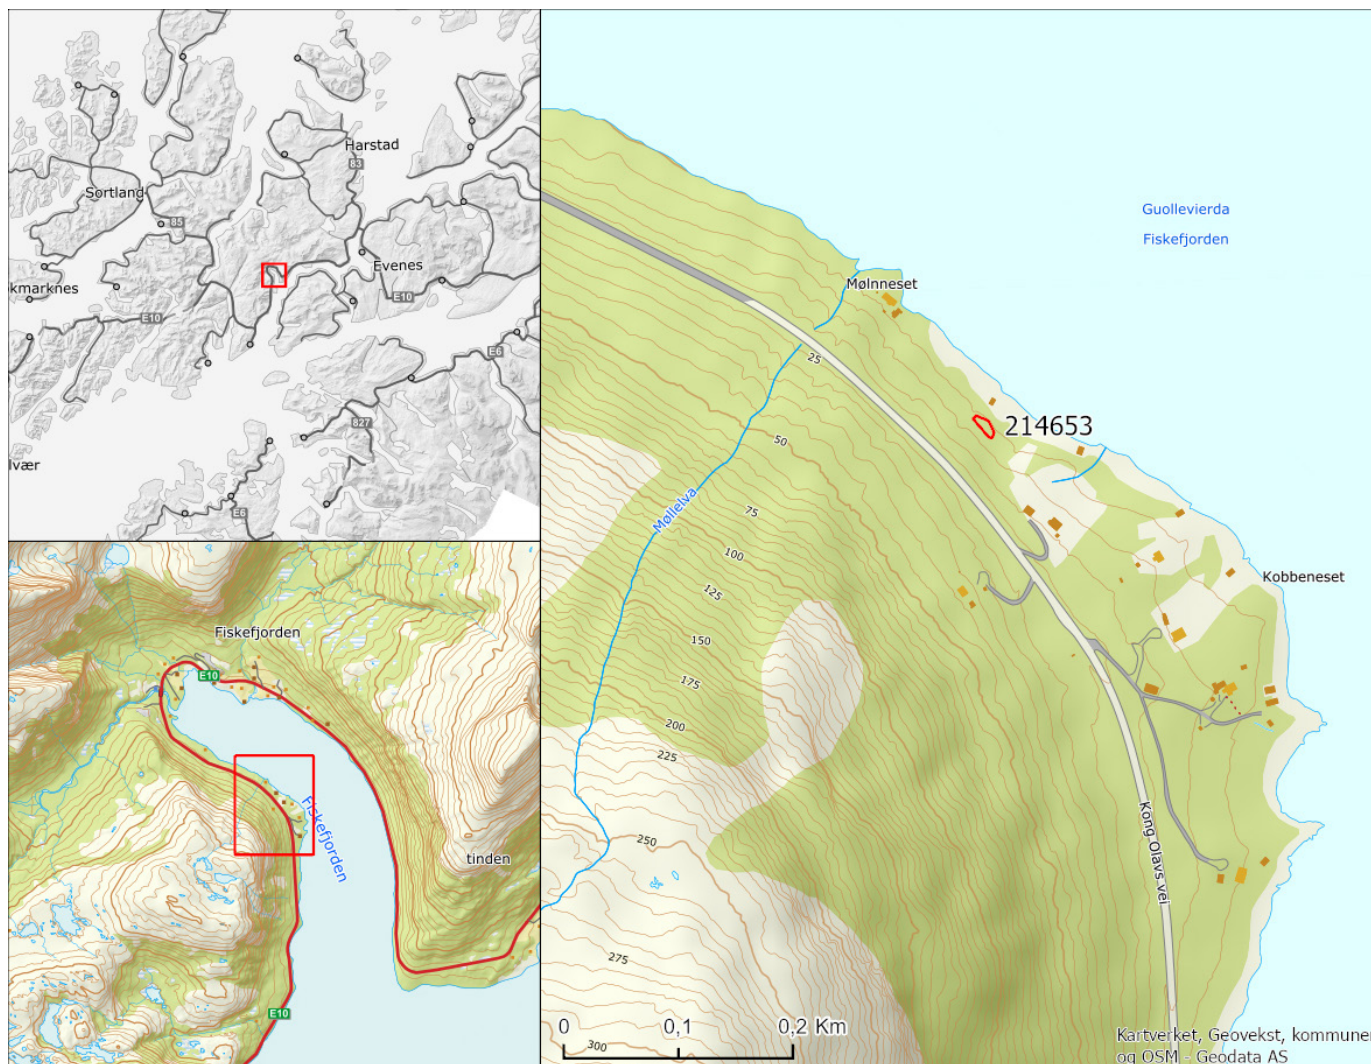 Harstad
83
Sortland
85
Evenes
kmarknes
E10
E10
E6
827
lvær
E6
Fiskefjorden
E10
Fiskefjorden
tinden
E10
Guollevierda
Fiskefjorden
Mølnneset
25
214653
50
Møllelva
75
100
Kobbeneset
125
150
175
200
225
Kong Olavs vei
250
275
0 0,1 0,2 Km
300
Kartverket, Geovekst, kommuner
og OSM - Geodata AS